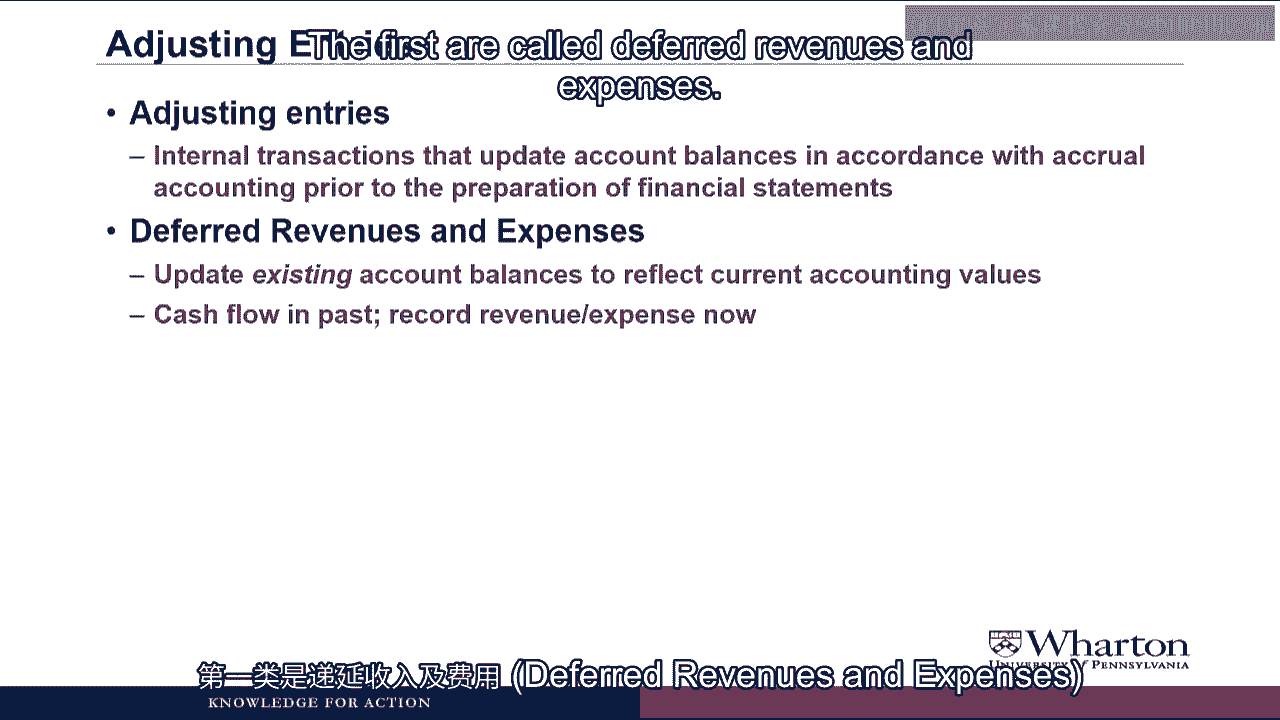 Adjusting E
The first are called deferred revenues and
expenses.
• Adjusting entries
– Internal transactions that update account balances in accordance with accrual
accounting prior to the preparation of financial statements
• Deferred Revenues and Expenses
– Update existing account balances to reflect current accounting values
– Cash flow in past; record revenue/expense now
Wharton
UNIVERSITY OF PENNSYLVANIA
第一类是递延收入及费用 (Deferred Revenues and Expenses)
KNOWLEDGE FOR ACTION